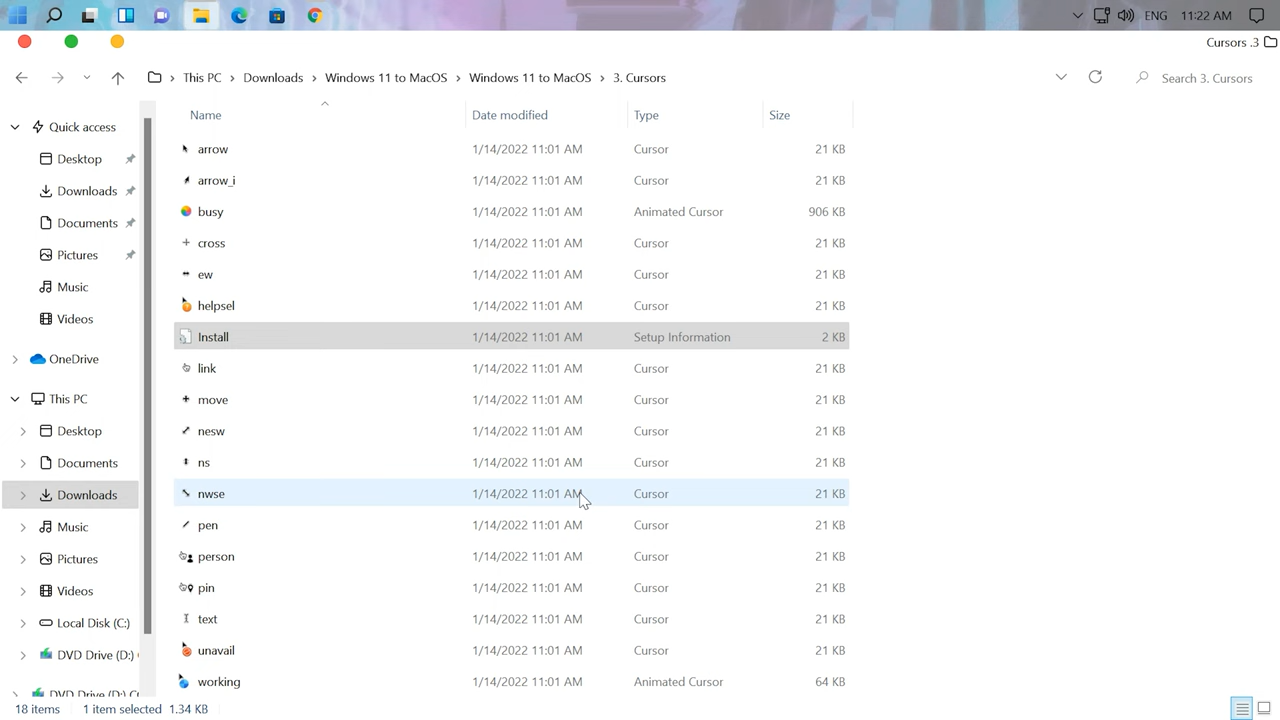 ENG 11:22 AM
Cursors .3
This PC Downloads Windows 11 to MacOS Windows 11 to MacOS 3. Cursors
Search 3. Cursors
Quick access
Desktop
Downloads
Documents
Pictures
Music
Videos
OneDrive
This PC
Desktop
Documents
Downloads
Music
Pictures
Videos
Local Disk (C:)
DVD Drive (D:)
DVD Drive (D:)
Name Date modified Type Size
arrow 1/14/2022 11:01 AM Cursor 21 KB
arrow_i 1/14/2022 11:01 AM Cursor 21 KB
busy 1/14/2022 11:01 AM Animated Cursor 906 KB
cross 1/14/2022 11:01 AM Cursor 21 KB
ew 1/14/2022 11:01 AM Cursor 21 KB
helpsel 1/14/2022 11:01 AM Cursor 21 KB
Install 1/14/2022 11:01 AM Setup Information 2 KB
link 1/14/2022 11:01 AM Cursor 21 KB
move 1/14/2022 11:01 AM Cursor 21 KB
nesw 1/14/2022 11:01 AM Cursor 21 KB
ns 1/14/2022 11:01 AM Cursor 21 KB
nwse 1/14/2022 11:01 AM Cursor 21 KB
pen 1/14/2022 11:01 AM Cursor 21 KB
person 1/14/2022 11:01 AM Cursor 21 KB
pin 1/14/2022 11:01 AM Cursor 21 KB
text 1/14/2022 11:01 AM Cursor 21 KB
unavail 1/14/2022 11:01 AM Cursor 21 KB
working 1/14/2022 11:01 AM Animated Cursor 64 KB
18 items 1 item selected 1.34 KB